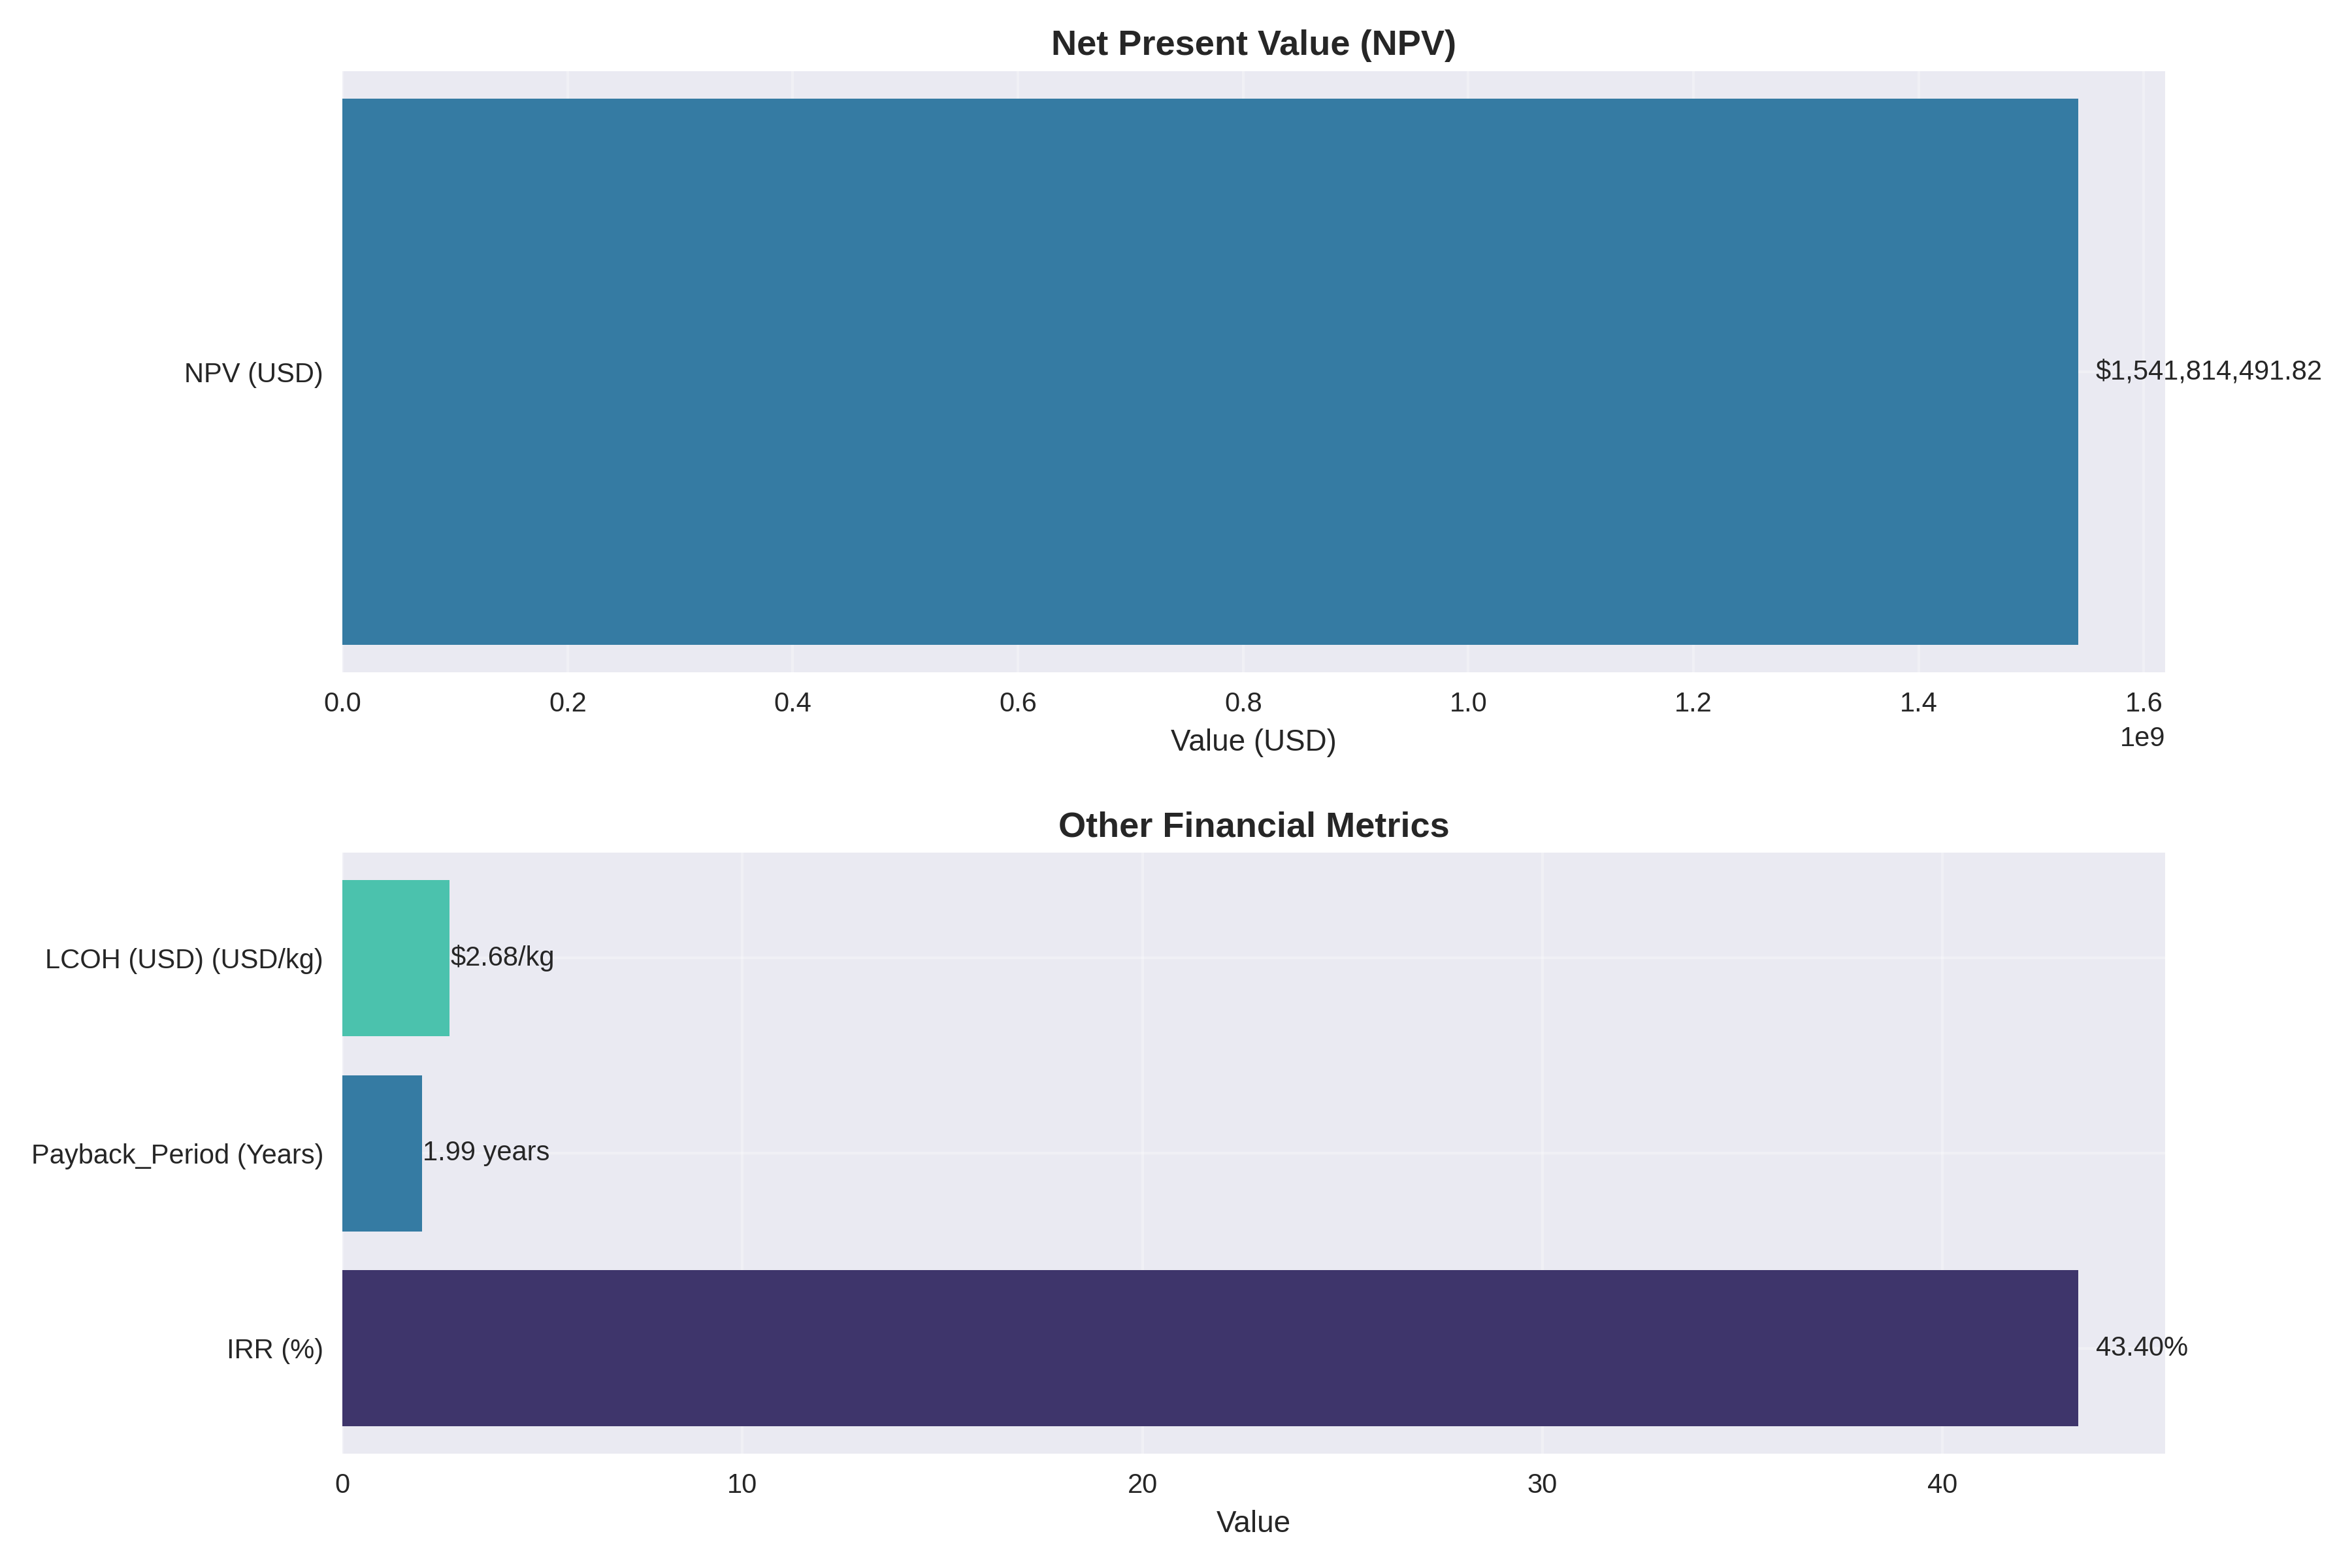 Net Present Value (NPV)
NPV (USD)
$1,541,814,491.82
0.0 0.2 0.4 0.6 0.8 1.0 1.2 1.4 1.6
1e9
Value (USD)
Other Financial Metrics
LCOH (USD) (USD/kg)
$2.68/kg
Payback_Period (Years)
1.99 years
IRR (%)
43.40%
0 10 20 30 40
Value